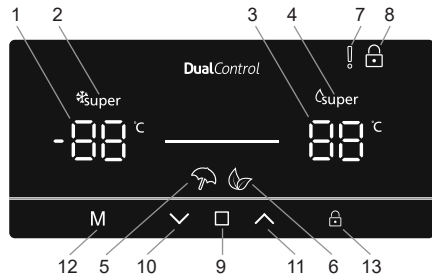 1 2 3 4 7 8
DualControl
super super
-88 °C 88 °C
M
12 5 10 9 11 6 13